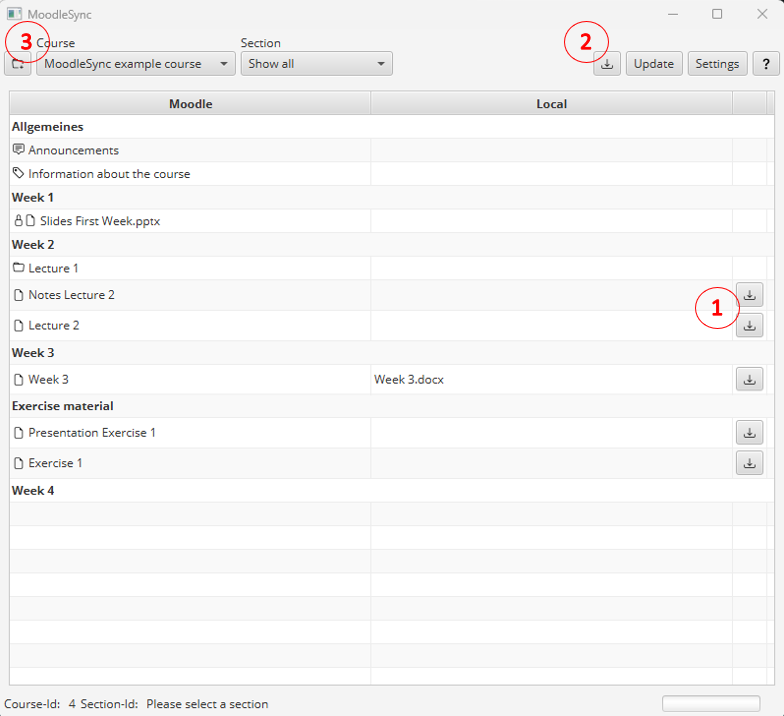 MoodleSync
3 Course Section 2
MoodleSync example course Show all Update Settings ?
Moodle Local
Allgemeines
Announcements
Information about the course
Week 1
Slides First Week.pptx
Week 2
Lecture 1
Notes Lecture 2
1
Lecture 2
Week 3
Week 3 Week 3.docx
Exercise material
Presentation Exercise 1
Exercise 1
Week 4
Course-Id: 4 Section-Id: Please select a section